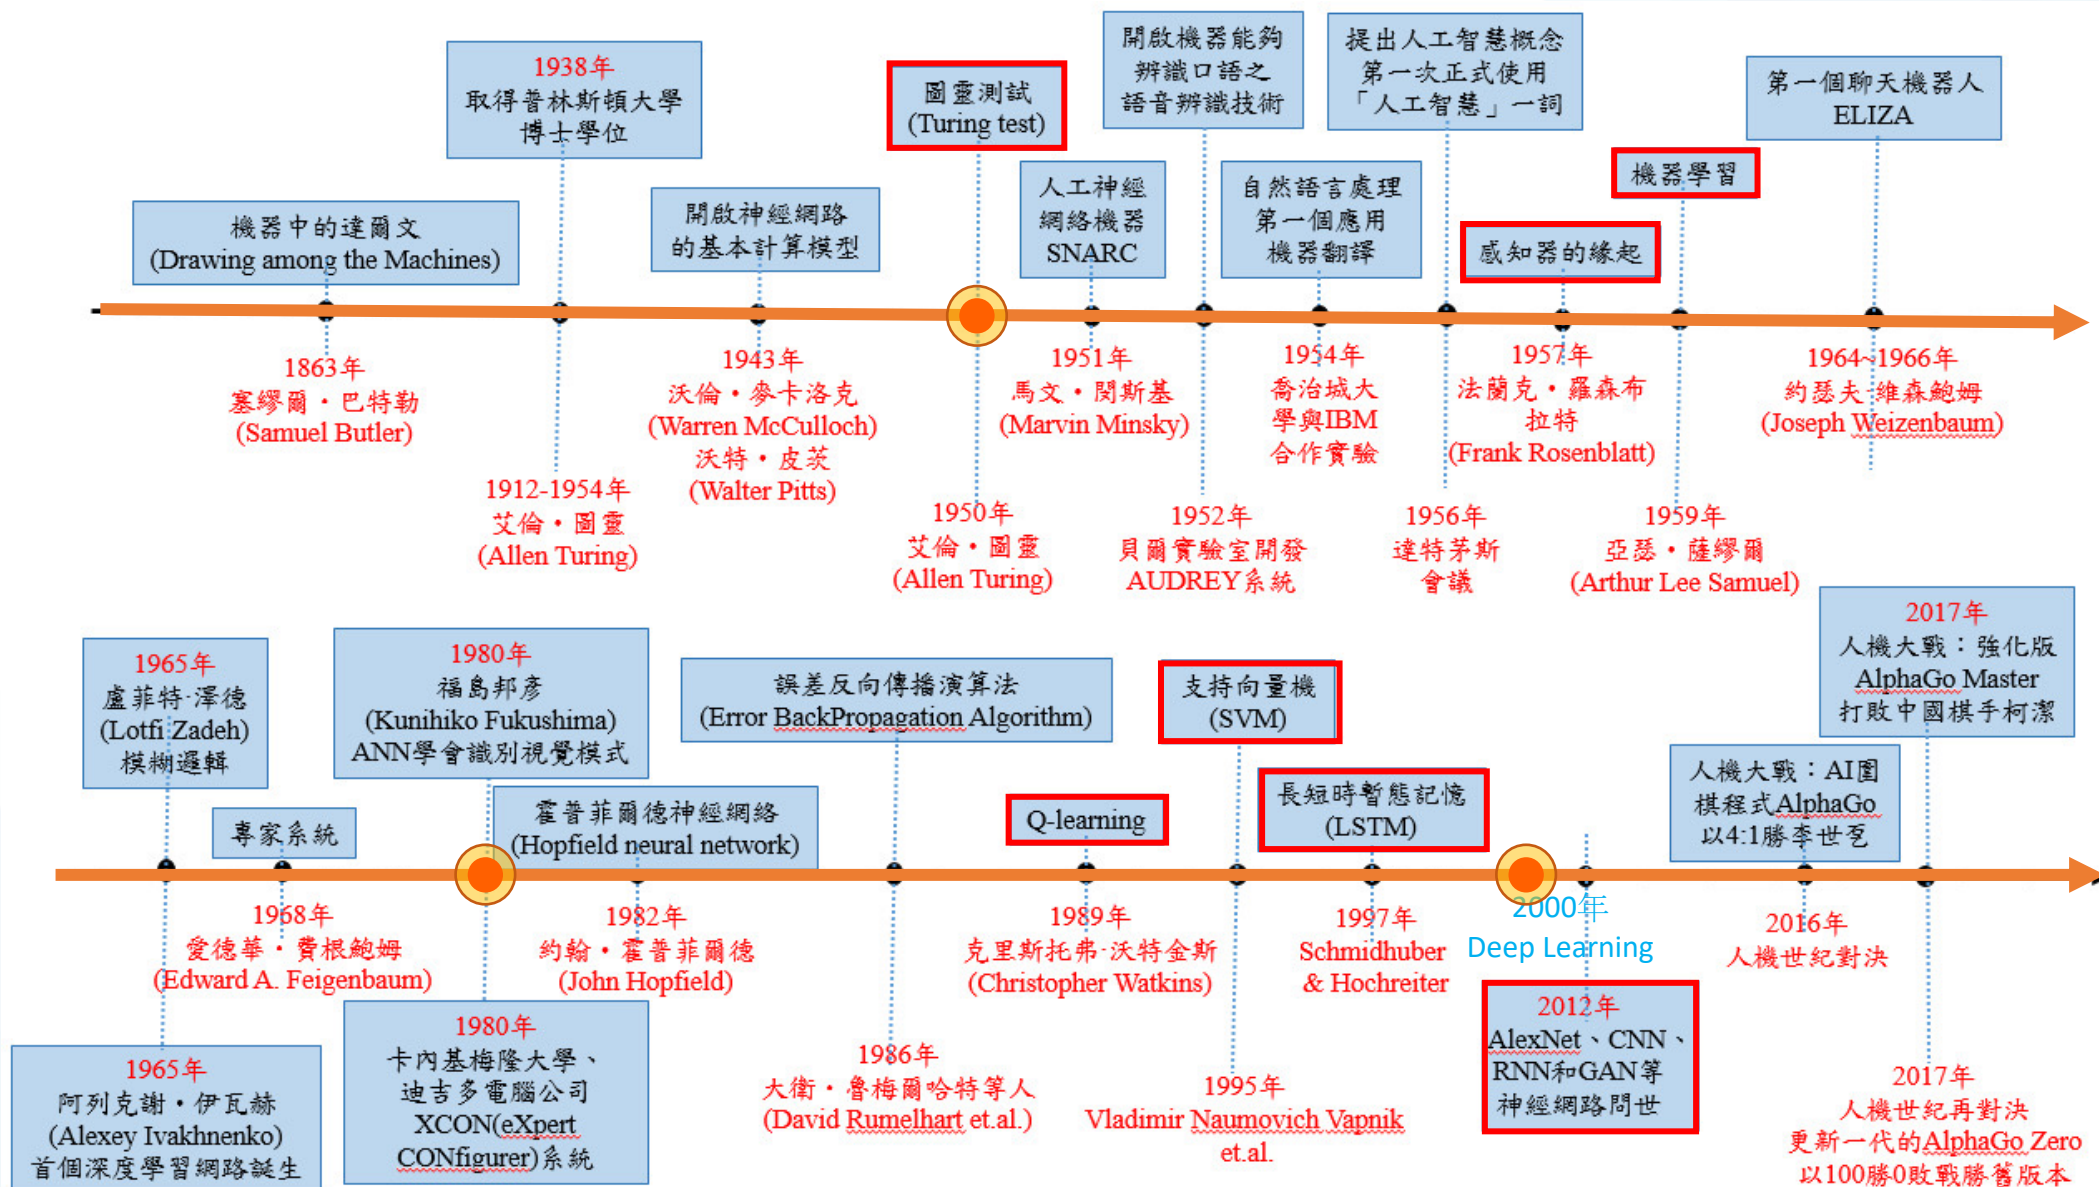 機器中的達爾文
(Drawing among the Machines)
1863年
塞繆爾・巴特勒
(Samuel Butler)
1938年
取得普林斯頓大學
博士學位
1912-1954年
艾倫・圖靈
(Allen Turing)
開啟神經網路
的基本計算模型
1943年
沃倫・麥卡洛克
(Warren McCulloch)
沃特・皮茨
(Walter Pitts)
圖靈測試
(Turing test)
1950年
艾倫・圖靈
(Allen Turing)
人工神經
網絡機器
SNARC
1951年
馬文・閔斯基
(Marvin Minsky)
開啟機器能夠
辨識口語之
語音辨識技術
1952年
貝爾實驗室開發
AUDREY系統
自然語言處理
第一個應用
機器翻譯
1954年
喬治城大
學與IBM
合作實驗
提出人工智慧概念
第一次正式使用
「人工智慧」一詞
1956年
達特茅斯
會議
感知器的緣起
1957年
法蘭克・羅森布
拉特
(Frank Rosenblatt)
機器學習
1959年
亞瑟・薩繆爾
(Arthur Lee Samuel)
第一個聊天機器人
ELIZA
1964~1966年
約瑟夫·維森鮑姆
(Joseph Weizenbaum)
1965年
盧菲特·澤德
(Lotfi Zadeh)
模糊邏輯
1965年
阿列克謝・伊瓦赫
(Alexey Ivakhnenko)
首個深度學習網路誕生
專家系統
1968年
愛德華・費根鮑姆
(Edward A. Feigenbaum)
1980年
福島邦彥
(Kunihiko Fukushima)
ANN學會識別視覺模式
1980年
卡內基梅隆大學、
迪吉多電腦公司
XCON(eXpert
CONfigurer)系統
霍普菲爾德神經網絡
(Hopfield neural network)
1982年
約翰・霍普菲爾德
(John Hopfield)
誤差反向傳播演算法
(Error BackPropagation Algorithm)
1986年
大衛・魯梅爾哈特等人
(David Rumelhart et.al.)
Q-learning
1989年
克里斯托弗·沃特金斯
(Christopher Watkins)
支持向量機
(SVM)
1995年
Vladimir Naumovich Vapnik
et.al.
長短時暫態記憶
(LSTM)
1997年
Schmidhuber
& Hochreiter
2000年
Deep Learning
2012年
AlexNet、CNN、
RNN和GAN等
神經網路問世
人機大戰：AI圍
棋程式AlphaGo
以4:1勝李世乭
2016年
人機世紀對決
2017年
人機大戰：強化版
AlphaGo Master
打敗中國棋手柯潔
2017年
人機世紀再對決
更新一代的AlphaGo Zero
以100勝0敗戰勝舊版本